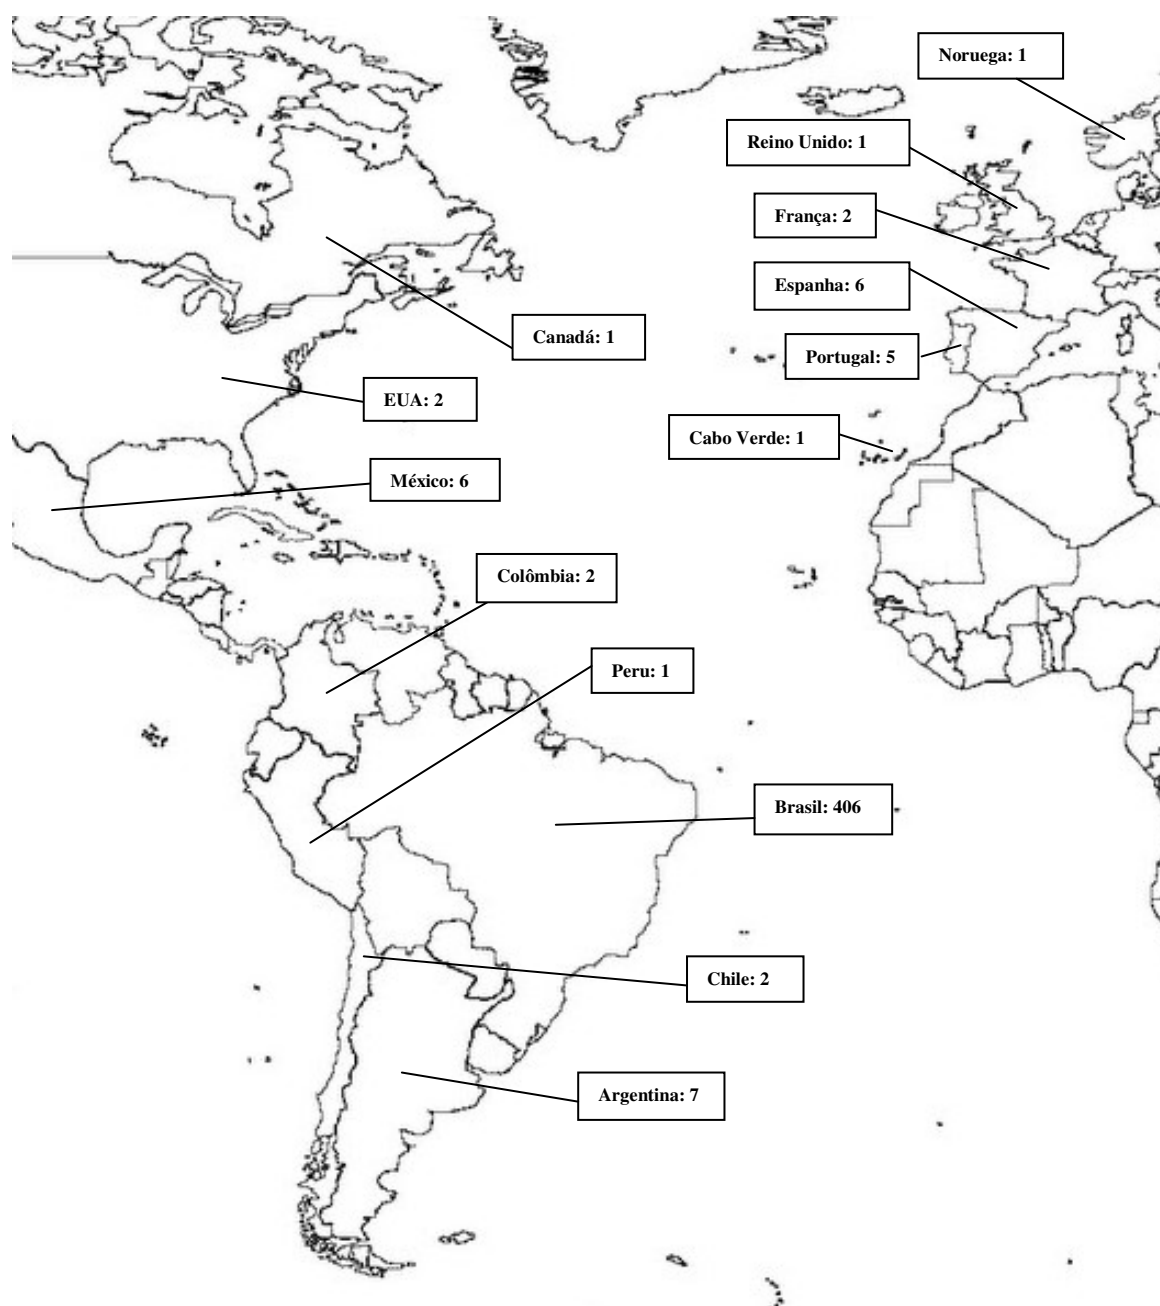 Noruega: 1
Reino Unido: 1
França: 2
Espanha: 6
Canadá: 1
Portugal: 5
EUA: 2
Cabo Verde: 1
México: 6
Colômbia: 2
Peru: 1
Brasil: 406
Chile: 2
Argentina: 7